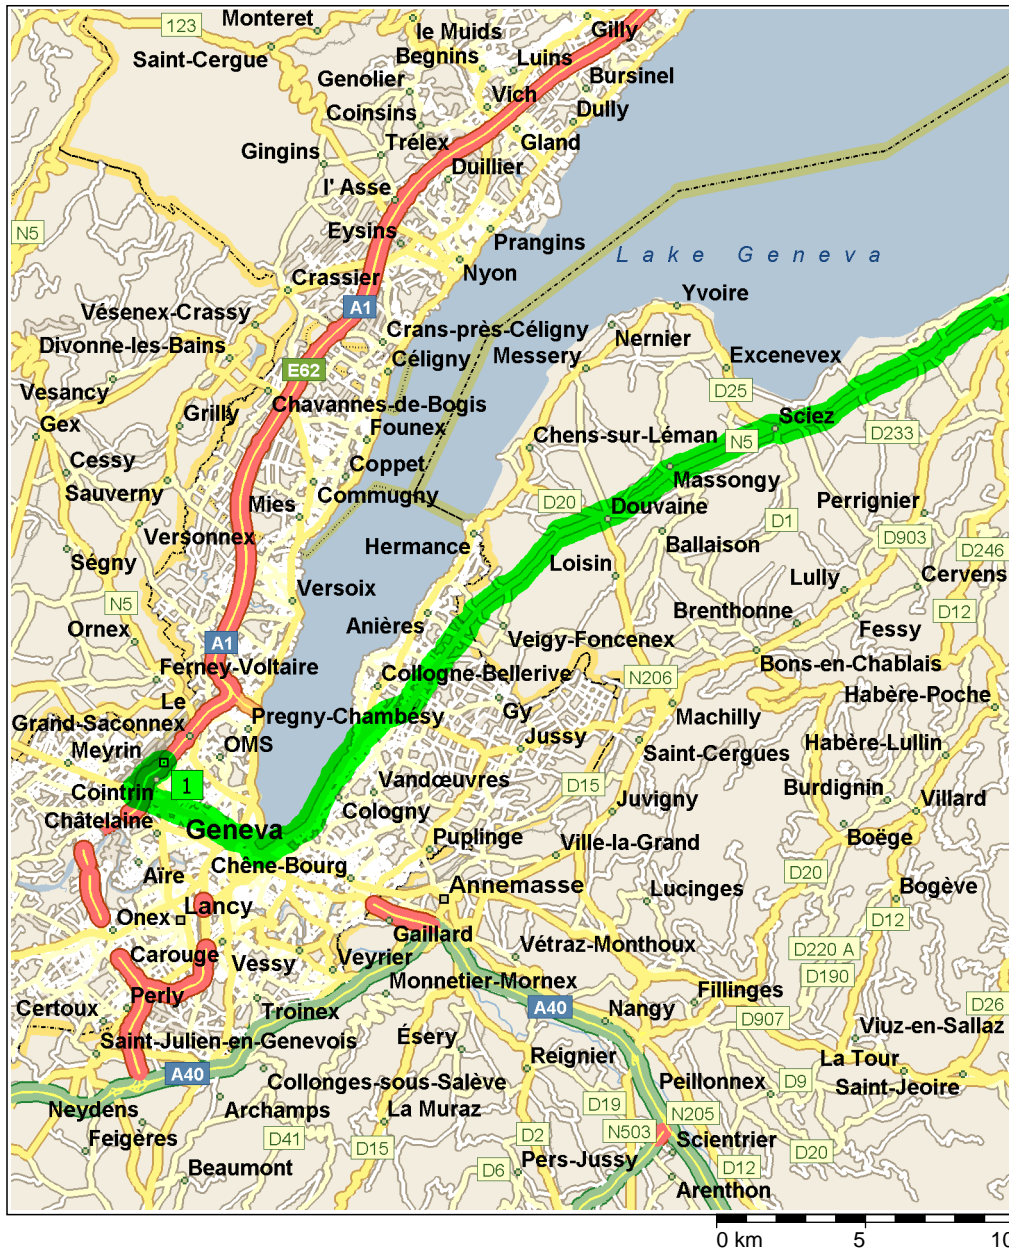 Monteret
le Muids
Gilly
123
Saint-Cergue
Begnins
Luins
Genolier
Bursinel
Vich
Coinsins
Dully
Trélex
Gland
Gingins
Duillier
l' Asse
N5
Eysins
Prangins
Lake Geneva
Nyon
Crassier
Yvoire
A1
Vésenex-Crassy
Crans-près-Céligny
Nernier
Divonne-les-Bains
Céligny
Messery
Excenevex
E62
Vesancy
D25
Chavannes-de-Bogis
Grilly
Sciez
Gex
Founex
Chens-sur-Léman
N5
D233
Cessy
Coppet
Massongy
Sauverny
Commugny
Mies
D20
Douvaine
Perrignier
D1
Versonnex
Hermance
Ballaison
D903
D246
Ségny
Loisin
Lully
Cervens
Versoix
N5
Brenthonne
D12
Ornex
Anières
Fessy
A1
Veigy-Foncenex
Ferney-Voltaire
Collogne-Bellerive
Bons-en-Chablais
N206
Habère-Poche
Le
Grand-Saconnex
Pregny-Chambésy
Gy
Machilly
Meyrin
OMS
Jussy
Saint-Cergues
Habère-Lullin
Cointrin
1
Vandœuvres
D15
Burdignin
Villard
Châtelaine
Geneva
Cologny
Juvigny
Puplinge
Ville-la-Grand
Boëge
Chêne-Bourg
Aïre
Annemasse
D20
Lucinges
Bogève
Onex
Lancy
D12
Gaillard
Vétraz-Monthoux
D220 A
Carouge
Vessy
Veyrier
D190
Perly
Monnetier-Mornex
Fillinges
Certoux
Troinex
A40
Nangy
D907
D26
Saint-Julien-en-Genevois
Ésery
Viuz-en-Sallaz
Reignier
La Tour
A40
Collonges-sous-Salève
Peillonnex
D9
Saint-Jeoire
Neydens
Archamps
La Muraz
D19
N205
Feigères
D41
D15
D2
N503
Scientrier
D20
Beaumont
Pers-Jussy
D6
D12
Arenthon
0 km
5
10